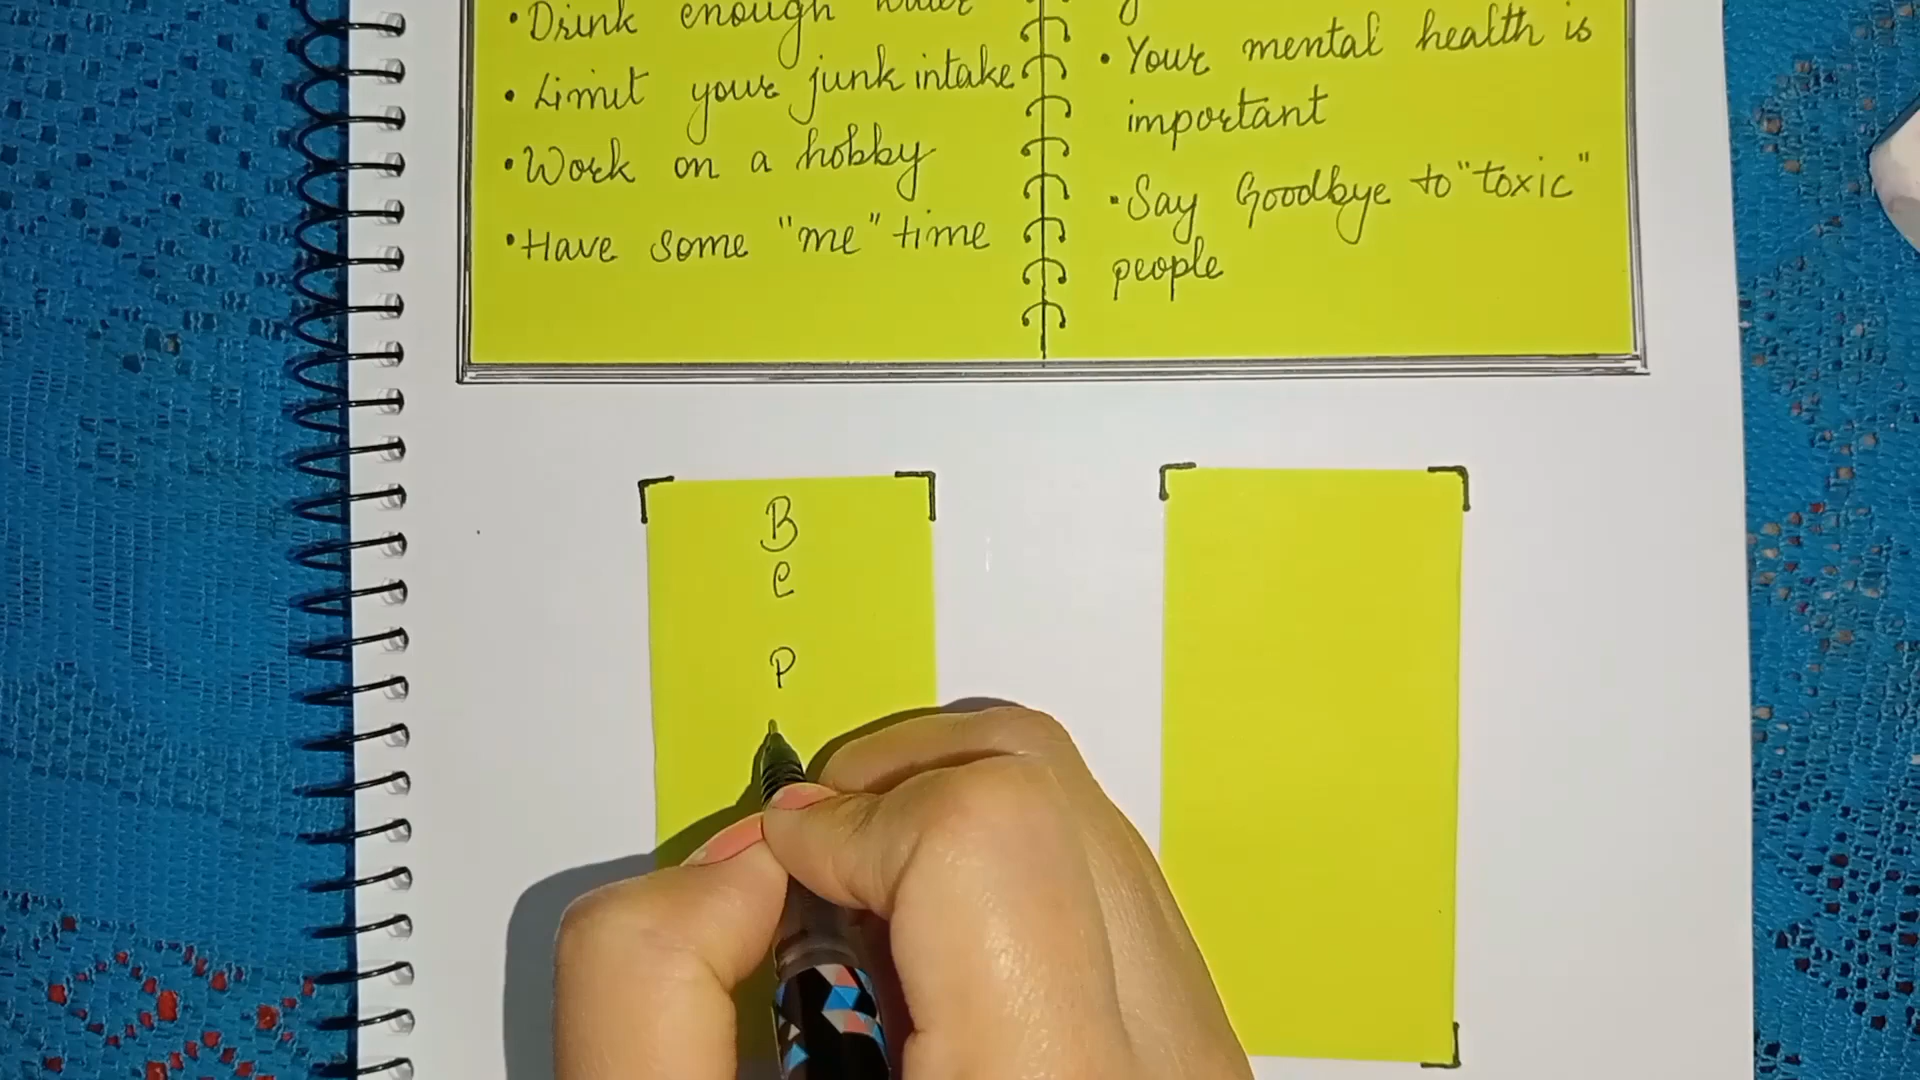 • Drink enough water
• Limit your junk intake
• Work on a hobby
• Have some "me" time
• Your mental health is
important
• Say Goodbye to "toxic"
people
B
e
P